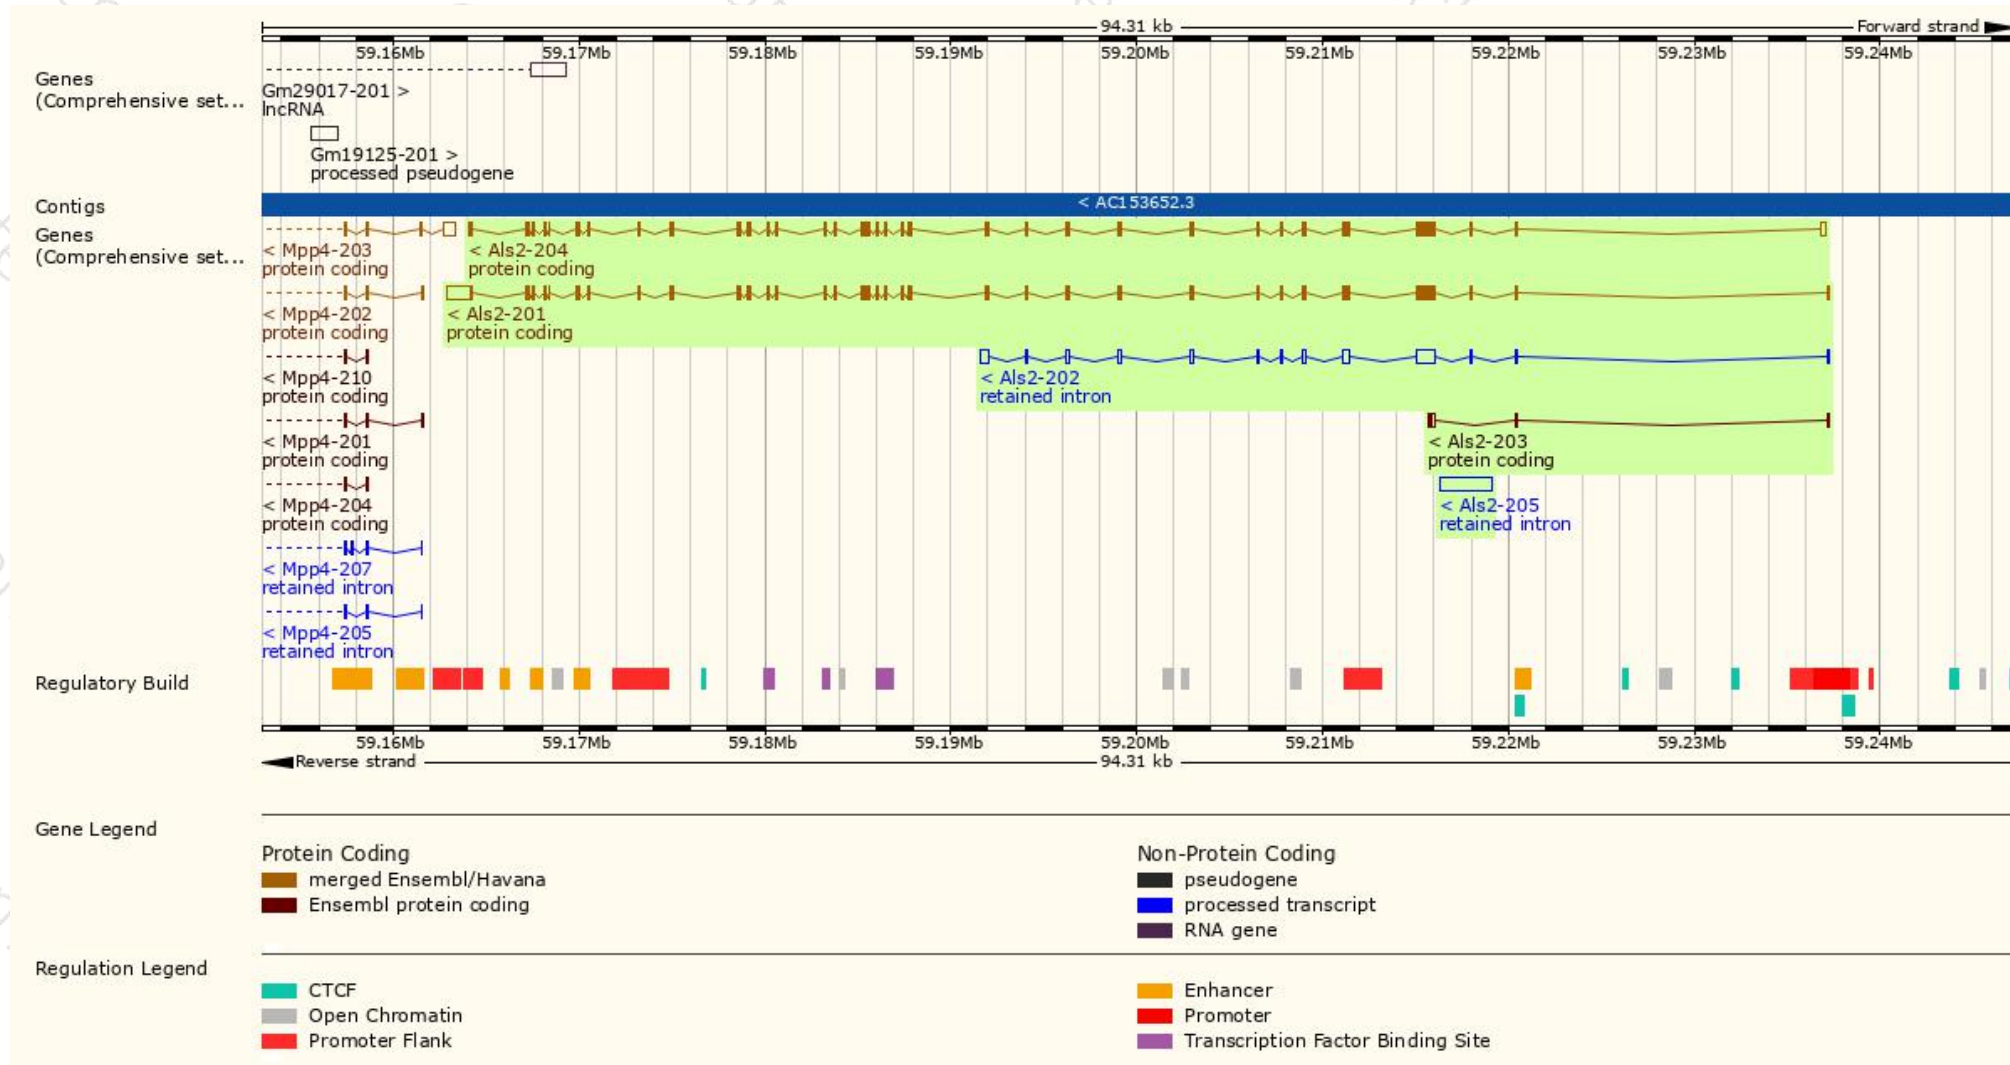 94.31 kb Forward strand
59.16Mb 59.17Mb 59.18Mb 59.19Mb 59.20Mb 59.21Mb 59.22Mb 59.23Mb 59.24Mb
Genes
(Comprehensive set...
Gm29017-201 >
lncRNA
Gm19125-201 >
processed pseudogene
Contigs
< AC153652.3
Genes
(Comprehensive set...
< Mpp4-203 < Als2-204
protein coding protein coding
< Mpp4-202 < Als2-201
protein coding protein coding
< Mpp4-210 < Als2-202
protein coding retained intron
< Mpp4-201 < Als2-203
protein coding protein coding
< Mpp4-204 < Als2-205
protein coding retained intron
< Mpp4-207
retained intron
< Mpp4-205
retained intron
Regulatory Build
59.16Mb 59.17Mb 59.18Mb 59.19Mb 59.20Mb 59.21Mb 59.22Mb 59.23Mb 59.24Mb
Reverse strand 94.31 kb
Gene Legend
Protein Coding
merged Ensembl/Havana
Ensembl protein coding
Non-Protein Coding
pseudogene
processed transcript
RNA gene
Regulation Legend
CTCF
Open Chromatin
Promoter Flank
Enhancer
Promoter
Transcription Factor Binding Site